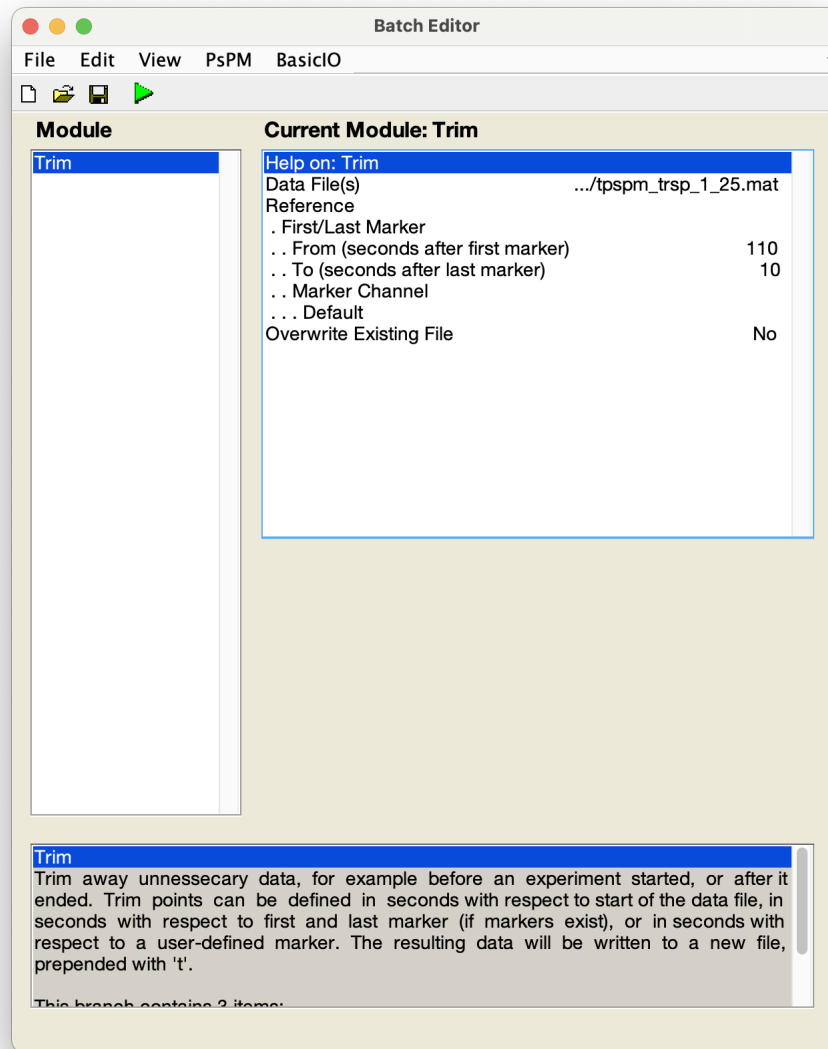 Batch Editor
File Edit View PsPM BasicIO
Module
Current Module: Trim
Trim
Help on: Trim
Data File(s) .../tpspm_trsp_1_25.mat
Reference
. First/Last Marker
. . From (seconds after first marker) 110
. . To (seconds after last marker) 10
. . Marker Channel
. . . Default
Overwrite Existing File No
Trim
Trim away unnessecary data, for example before an experiment started, or after it
ended. Trim points can be defined in seconds with respect to start of the data file, in
seconds with respect to first and last marker (if markers exist), or in seconds with
respect to a user-defined marker. The resulting data will be written to a new file,
prepended with 't'.
This branch contains 3 items: